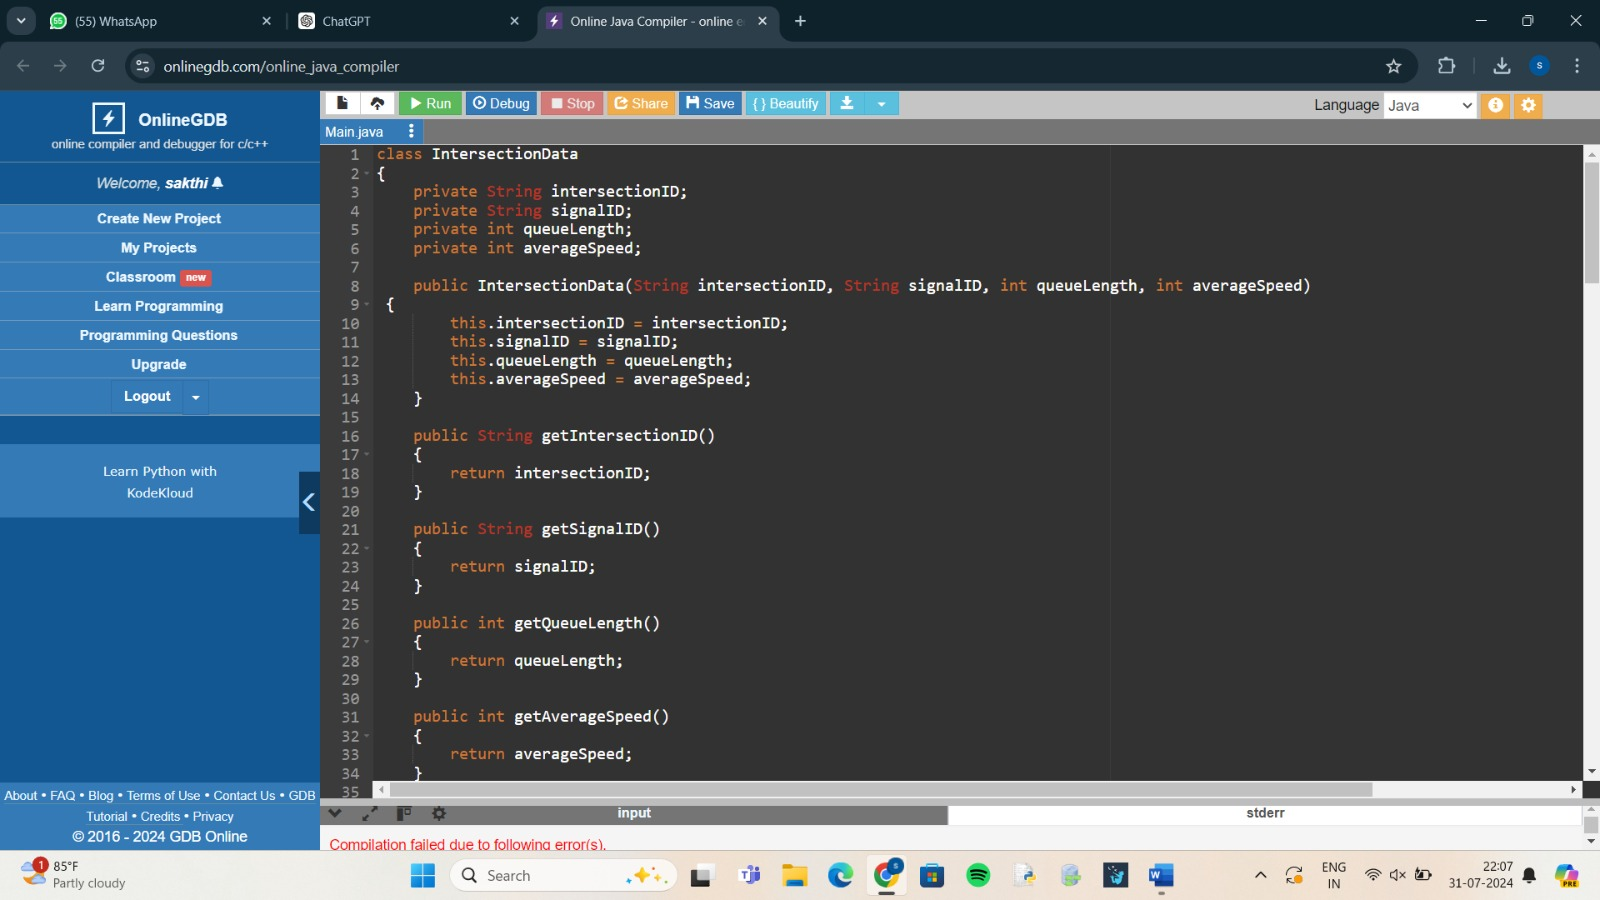 (55) WhatsApp
ChatGPT
Online Java Compiler - online e
onlinegdb.com/online_java_compiler
S
OnlineGDB
online compiler and debugger for c/c++
Welcome, sakthi
Create New Project
My Projects
Classroom new
Learn Programming
Programming Questions
Upgrade
Logout
Learn Python with
KodeKloud
About • FAQ • Blog • Terms of Use • Contact Us • GDB
Tutorial • Credits • Privacy
© 2016 - 2024 GDB Online
Run Debug Stop Share Save {} Beautify
Language Java
Main.java
1 class IntersectionData
2 {
3 private String intersectionID;
4 private String signalID;
5 private int queueLength;
6 private int averageSpeed;
7
8 public IntersectionData(String intersectionID, String signalID, int queueLength, int averageSpeed)
9 {
10 this.intersectionID = intersectionID;
11 this.signalID = signalID;
12 this.queueLength = queueLength;
13 this.averageSpeed = averageSpeed;
14 }
15
16 public String getIntersectionID()
17 {
18 return intersectionID;
19 }
20
21 public String getSignalID()
22 {
23 return signalID;
24 }
25
26 public int getQueueLength()
27 {
28 return queueLength;
29 }
30
31 public int getAverageSpeed()
32 {
33 return averageSpeed;
34 }
35
input
stderr
Compilation failed due to following error(s).
1
85°F
Partly cloudy
Search
ENG
IN
22:07
31-07-2024
PRE